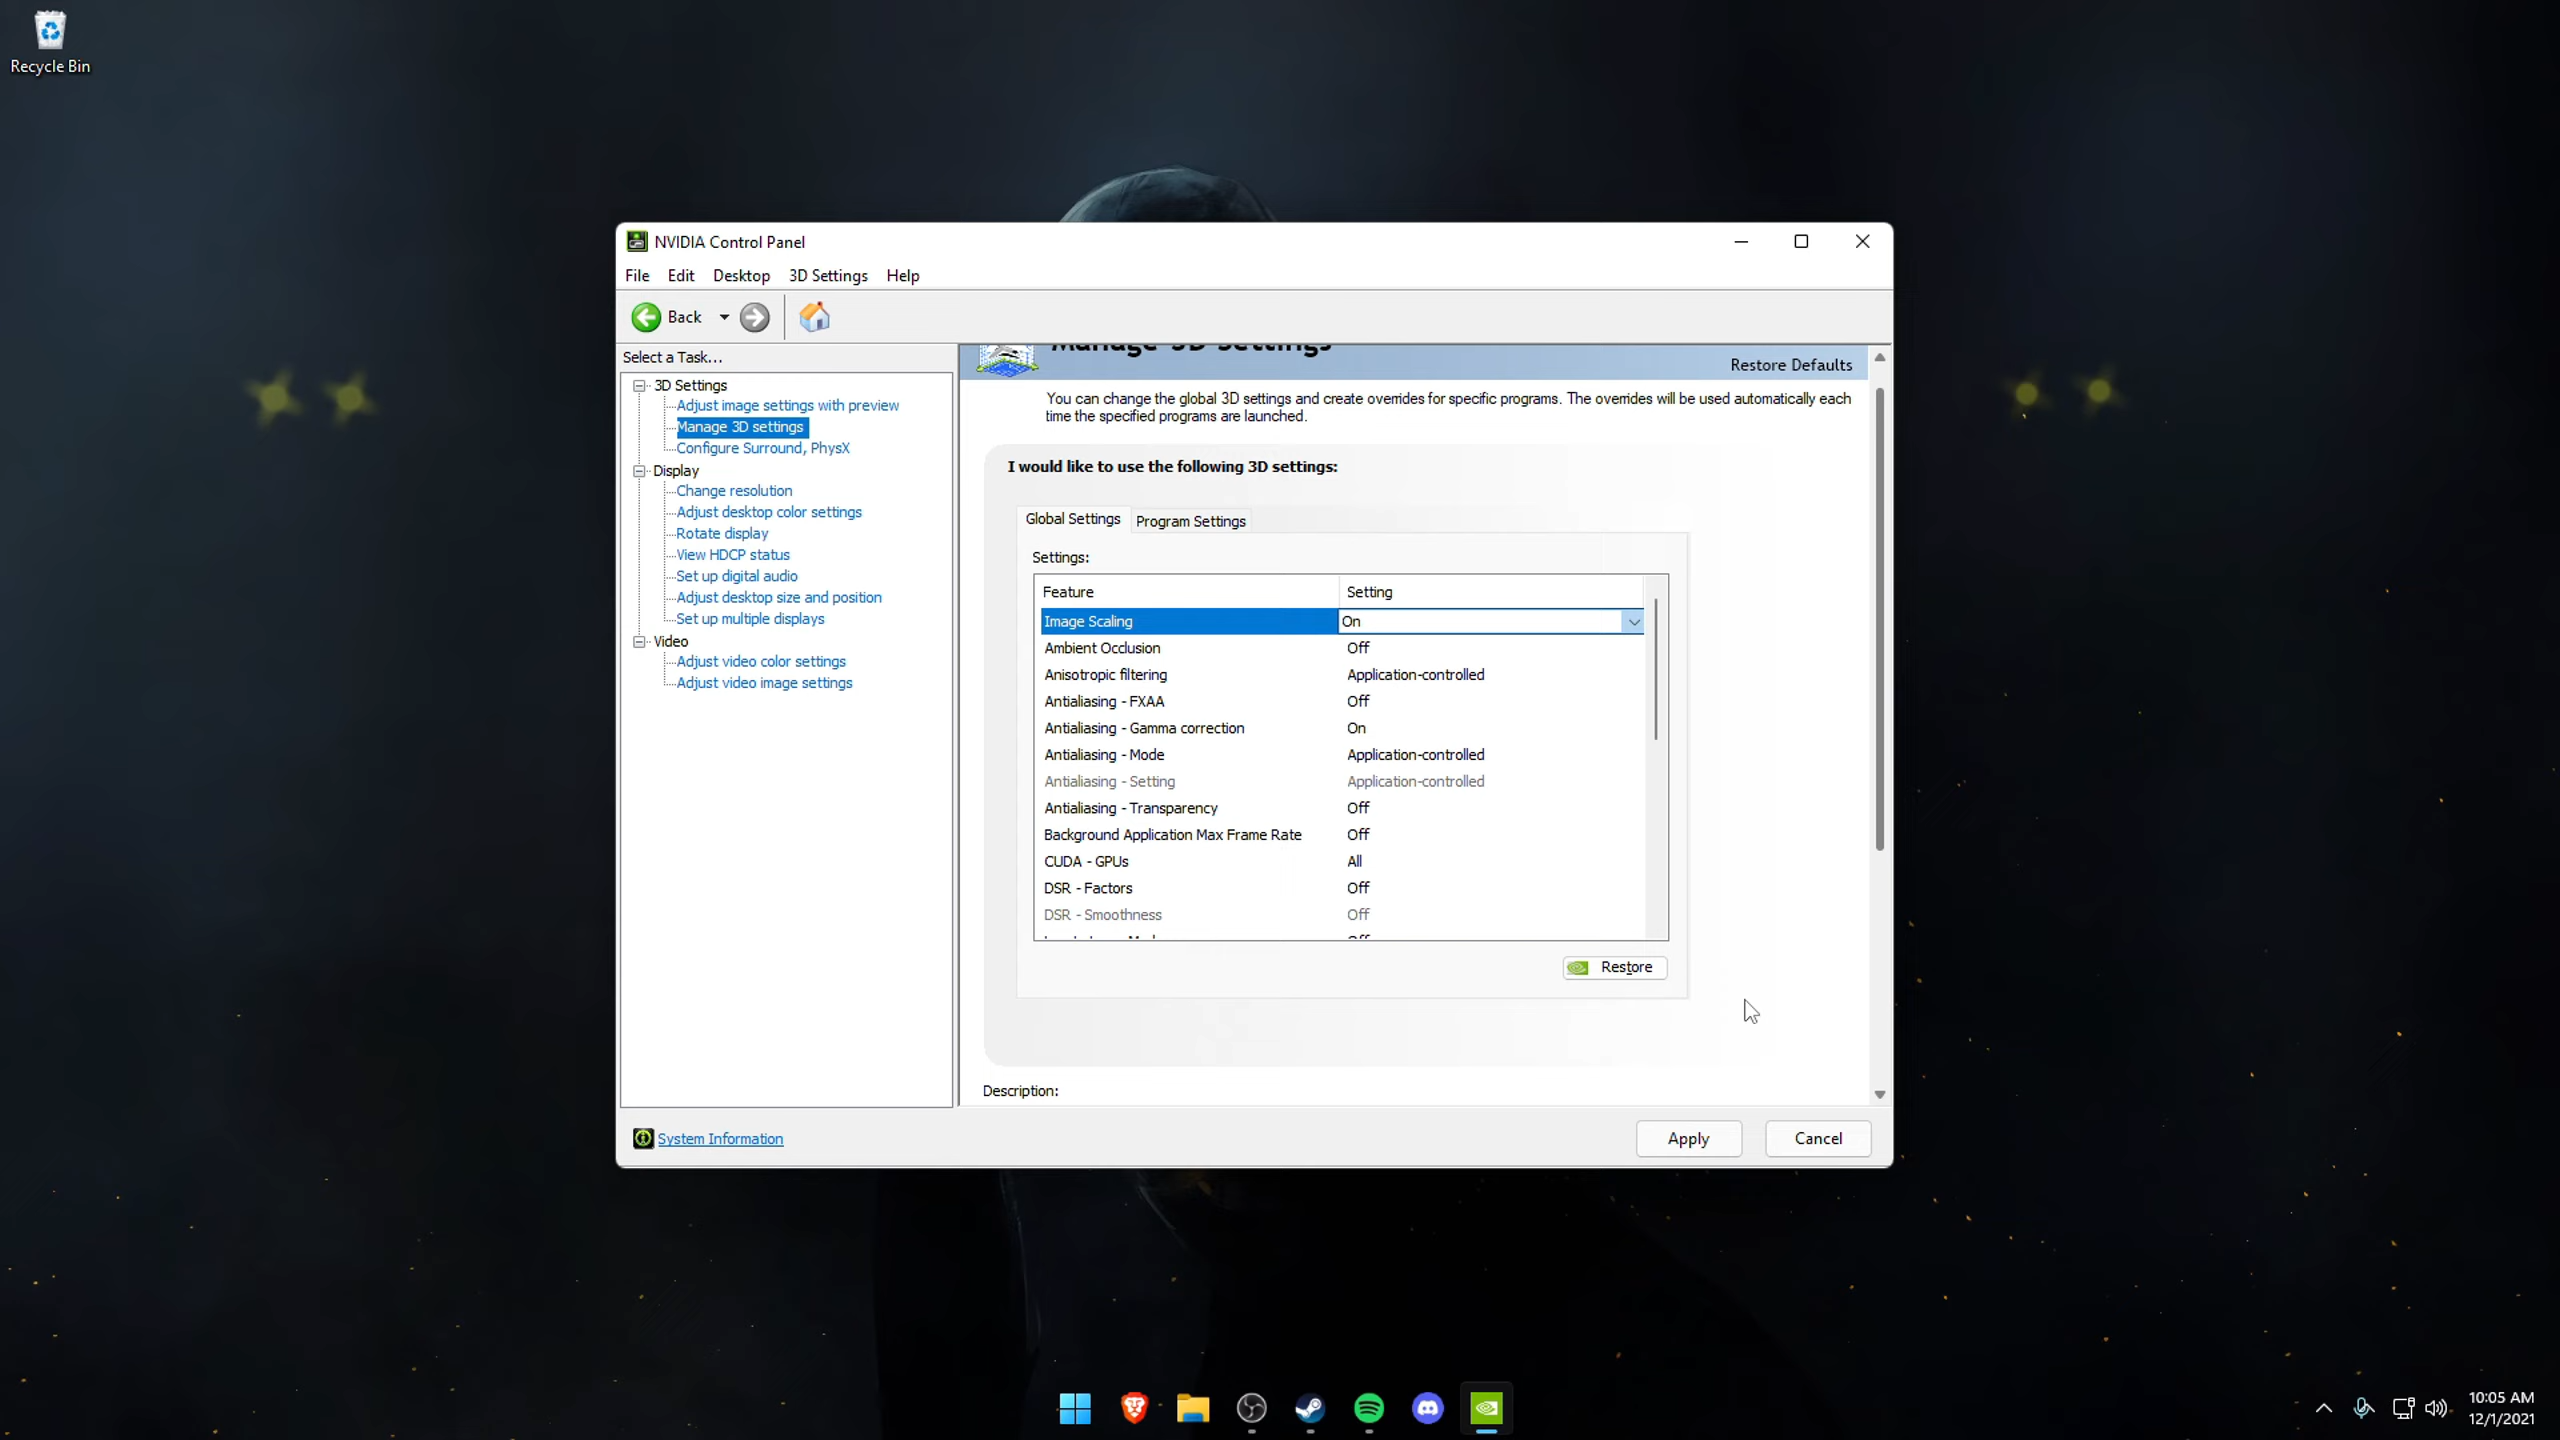 Recycle Bin
NVIDIA Control Panel
File Edit Desktop 3D Settings Help
Back
Select a Task...
3D Settings
Adjust image settings with preview
Manage 3D settings
Configure Surround, PhysX
Display
Change resolution
Adjust desktop color settings
Rotate display
View HDCP status
Set up digital audio
Adjust desktop size and position
Set up multiple displays
Video
Adjust video color settings
Adjust video image settings
System Information
Manage 3D Settings
Restore Defaults
You can change the global 3D settings and create overrides for specific programs. The overrides will be used automatically each
time the specified programs are launched.
I would like to use the following 3D settings:
Global Settings Program Settings
Settings:
Feature Setting
Image Scaling On
Ambient Occlusion Off
Anisotropic filtering Application-controlled
Antialiasing - FXAA Off
Antialiasing - Gamma correction On
Antialiasing - Mode Application-controlled
Antialiasing - Setting Application-controlled
Antialiasing - Transparency Off
Background Application Max Frame Rate Off
CUDA - GPUs All
DSR - Factors Off
DSR - Smoothness Off
Restore
Description:
Apply Cancel
10:05 AM
12/1/2021